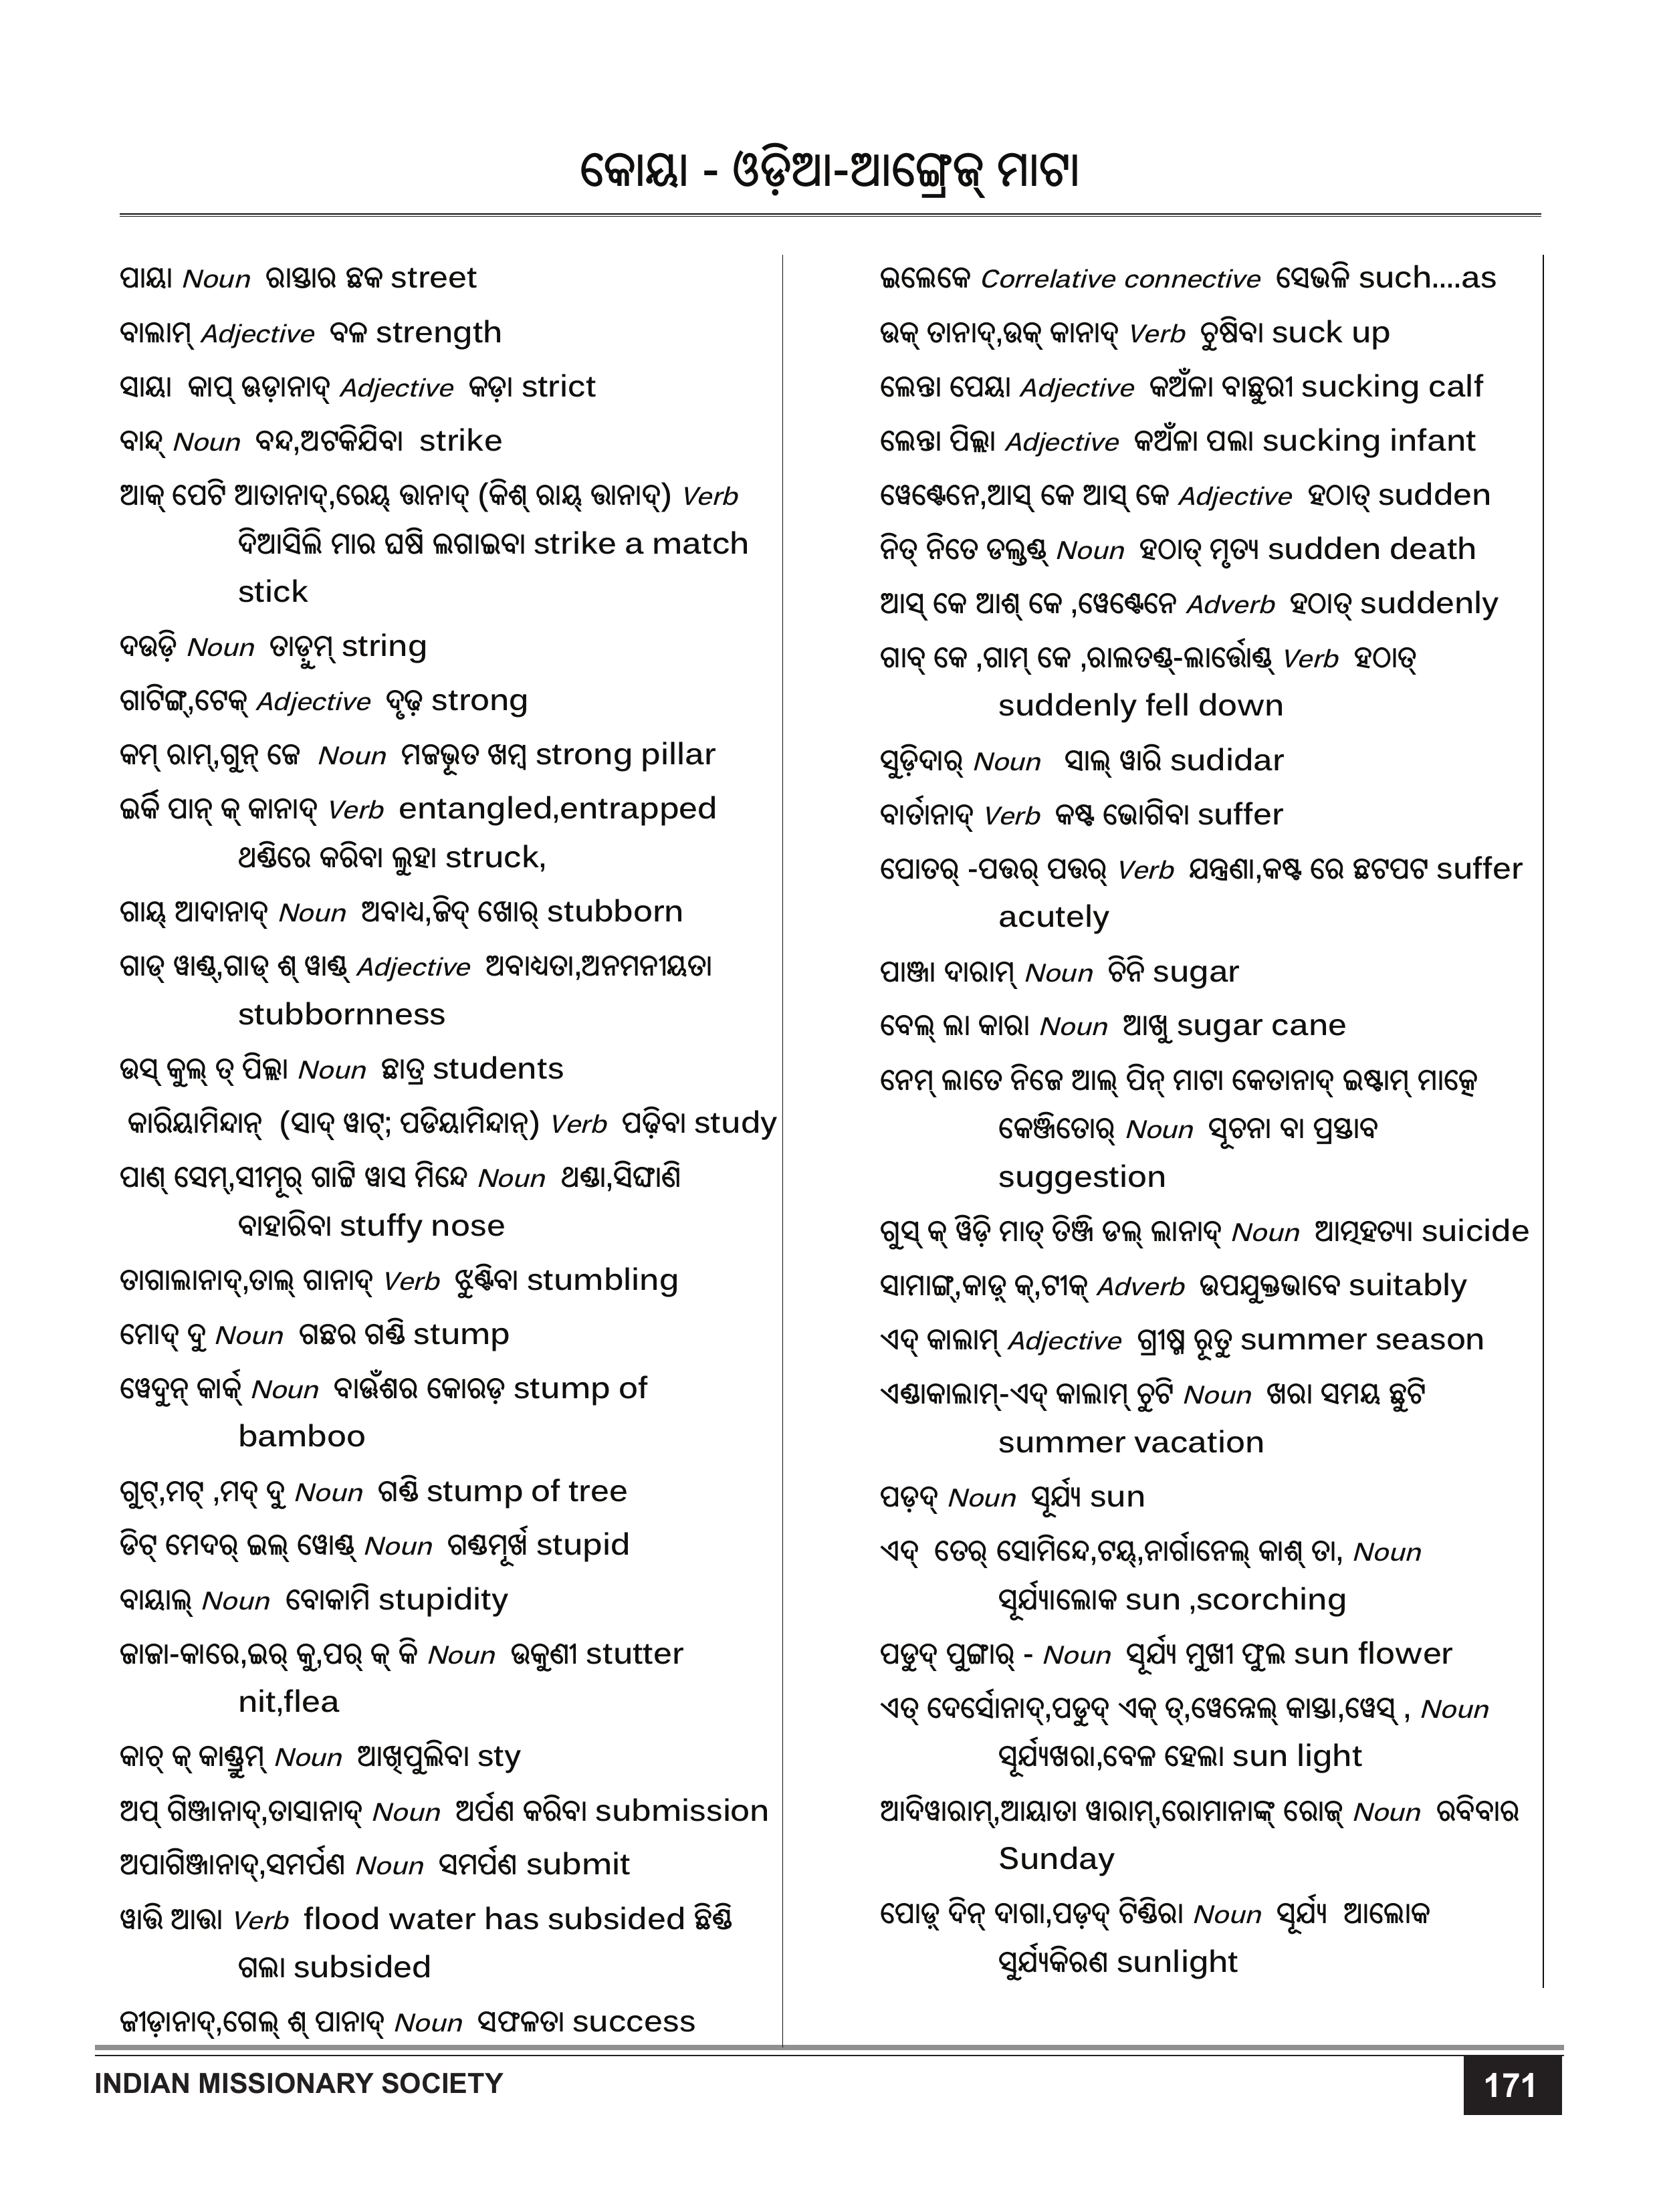 କୋୟା - ଓଡ଼ିଆ-ଆଙ୍ଗ୍ରେଜ୍ ମାଟା
ପାୟା Noun ରାସ୍ତାର ଛକ street
ବାଲାମ୍ Adjective ବଳ strength
ସାୟା କାପ୍ ଊଡ଼ାନାଦ୍ Adjective କଡ଼ା strict
ବାନ୍ଦ୍ Noun ବନ୍ଦ,ଅଟକିଯିବା strike
ଆକ୍ ପେଟି ଆତାନାଦ୍,ରେୟ୍ ଉାନାଦ୍ (କିଶ୍ ରାୟ୍ ଉାନାଦ୍) Verb
ଦିଆସିଲି ମାର ଘଷି ଲଗାଇବା strike a match
stick
ଦଉଡ଼ି Noun ତାଡ଼ୁମ୍ string
ଗାଟିଙ୍ଗ୍,ଟେକ୍ Adjective ଦୃଢ଼ strong
କମ୍ ରାମ୍,ଗୁନ୍ ଜେ Noun ମଜଭୂତ ଖମ୍ବ strong pillar
ଇର୍କି ପାନ୍ କ୍ କାନାଦ୍ Verb entangled,entrapped
ଥଣ୍ଡିରେ କରିବା ଲୁହା struck,
ଗାୟ୍ ଆଦାନାଦ୍ Noun ଅବାଧ୍ୟ,ଜିଦ୍ ଖୋର୍ stubborn
ଗାଡ୍ ୱାଣ୍ଡ୍,ଗାଡ୍ ଶ୍ ୱାଣ୍ଡ୍ Adjective ଅବାଧ୍ୟତା,ଅନମନୀୟତା
stubbornness
ଉସ୍ କୁଲ୍ ତ୍ ପିଲ୍ଲା Noun ଛାତ୍ର students
କାରିୟାମିନ୍ଦାନ୍ (ସାଦ୍ ୱାଟ୍; ପଡିୟାମିନ୍ଦାନ୍) Verb ପଢ଼ିବା study
ପାଣ୍ ସେମ୍,ସୀମୂର୍ ଗାଟ୍ଟି ୱାସ ମିନ୍ଦେ Noun ଥଣ୍ଡା,ସିଙ୍ଘାଣି
ବାହାରିବା stuffy nose
ତାଗାଲାନାଦ୍,ତାଲ୍ ଗାନାଦ୍ Verb ଝୁଣ୍ଟିବା stumbling
ମୋଦ୍ ଦୁ Noun ଗଛର ଗଣ୍ଡି stump
ୱେଦୁନ୍ କାର୍କ୍ Noun ବାଉଁଶର କୋରଡ଼ stump of
bamboo
ଗୁଟ୍,ମଟ୍ ,ମଦ୍ ଦୁ Noun ଗଣ୍ଡି stump of tree
ଡିଟ୍ ମେଦର୍ ଇଲ୍ ୱୋଣ୍ଡ୍ Noun ଗଣ୍ଡମୂର୍ଖ stupid
ବାୟାଲ୍ Noun ବୋକାମି stupidity
ଜାଜା-କାରେ,ଇର୍ କୁ,ପର୍ କ୍ କି Noun ଉକୁଣୀ stutter
nit,flea
କାଚ୍ କ୍ କାଣ୍ଡ୍ରୁମ୍ Noun ଆଖିପୁଲିବା sty
ଅପ୍ ଗିଞ୍ଜାନାଦ୍,ତାସାନାଦ୍ Noun ଅର୍ପଣ କରିବା submission
ଅପାଗିଞ୍ଜାନାଦ୍,ସମର୍ପଣ Noun ସମର୍ପଣ submit
ୱାତ୍ତି ଆଉା Verb flood water has subsided ଛିଣ୍ଡି
ଗଲା subsided
ଜୀଡ଼ାନାଦ୍,ଗେଲ୍ ଶ୍ ପାନାଦ୍ Noun ସଫଳତା success
ଇଲେକେ Correlative connective ସେଭଳି such....as
ଉକ୍ ତାନାଦ୍,ଉକ୍ କାନାଦ୍ Verb ଚୁଷିବା suck up
ଲେନ୍ତା ପେୟା Adjective କଅଁଳା ବାଛୁରୀ sucking calf
ଲେନ୍ତା ପିଲ୍ଲା Adjective କଅଁଳା ପଲା sucking infant
ୱେଣ୍ଟେନେ,ଆସ୍ କେ ଆସ୍ କେ Adjective ହଠାତ୍ sudden
ନିତ୍ ନିତେ ଡଲ୍ତଣ୍ଡ୍ Noun ହଠାତ୍ ମୃତ୍ୟ sudden death
ଆସ୍ କେ ଆଶ୍ କେ ,ୱେଣ୍ଟେନେ Adverb ହଠାତ୍ suddenly
ଗାବ୍ କେ ,ଗାମ୍ କେ ,ରାଲତଣ୍ଡ୍-ଲାର୍ତ୍ତୋଣ୍ଡ୍ Verb ହଠାତ୍
suddenly fell down
ସୁଡ଼ିଦାର୍ Noun ସାଲ୍ ୱାରି sudidar
ବାର୍ତାନାଦ୍ Verb କଷ୍ଟ ଭୋଗିବା suffer
ପୋତର୍ -ପତ୍ତର୍ ପତ୍ତର୍ Verb ଯନ୍ତ୍ରଣା,କଷ୍ଟ ରେ ଛଟପଟ suffer
acutely
ପାଞ୍ଜା ଦାରାମ୍ Noun ଚିନି sugar
ବେଲ୍ ଲା କାରା Noun ଆଖୁ sugar cane
ନେମ୍ ଲାତେ ନିଜେ ଆଲ୍ ପିନ୍ ମାଟା କେତାନାଦ୍ ଇଷ୍ଟାମ୍ ମାତ୍କେ
କେଞ୍ଜିତୋର୍ Noun ସୂଚନା ବା ପ୍ରସ୍ତାବ
suggestion
ଗୁସ୍ କ୍ ୱିଡ଼ି ମାତ୍ ତିଞ୍ଜି ଡଲ୍ ଲାନାଦ୍ Noun ଆତ୍ମହତ୍ୟା suicide
ସାମାଙ୍ଗ୍,କାଡ଼୍ କ୍,ଟୀକ୍ Adverb ଉପଯୁକ୍ତଭାବେ suitably
ଏଦ୍ କାଲାମ୍ Adjective ଗ୍ରୀଷ୍ମ ରୂତୁ summer season
ଏଣ୍ଡାକାଲାମ୍-ଏଦ୍ କାଲାମ୍ ଚୁଟି Noun ଖରା ସମୟ ଛୁଟି
summer vacation
ପଡ଼ଦ୍ Noun ସୂର୍ଯ୍ୟ sun
ଏଦ୍ ତେର୍ ସୋମିନ୍ଦେ,ଟୟ୍,ନାର୍ଗାନେଲ୍ କାଶ୍ ତା, Noun
ସୂର୍ଯ୍ୟାଲୋକ sun ,scorching
ପଡୁଦ୍ ପୁଙ୍ଗାର୍ - Noun ସୂର୍ଯ୍ୟ ମୁଖୀ ଫୁଲ sun flower
ଏତ୍ ଦେର୍ସୋନାଦ୍,ପଡୁଦ୍ ଏକ୍ ତ୍,ୱେନ୍ନେଲ୍ କାସ୍ତା,ୱେସ୍ , Noun
ସୂର୍ଯ୍ୟଖରା,ବେଳ ହେଲା sun light
ଆଦିୱାରାମ୍,ଆୟାତା ୱାରାମ୍,ରୋମାନାଙ୍କ୍ ରୋଜ୍ Noun ରବିବାର
Sunday
ପୋଡ଼୍ ଦିନ୍ ଦାଗା,ପଡ଼ଦ୍ ଟିଣ୍ଡିରା Noun ସୂର୍ଯ୍ୟ ଆଲୋକ
ସୁର୍ଯ୍ୟକିରଣ sunlight
INDIAN MISSIONARY SOCIETY
171